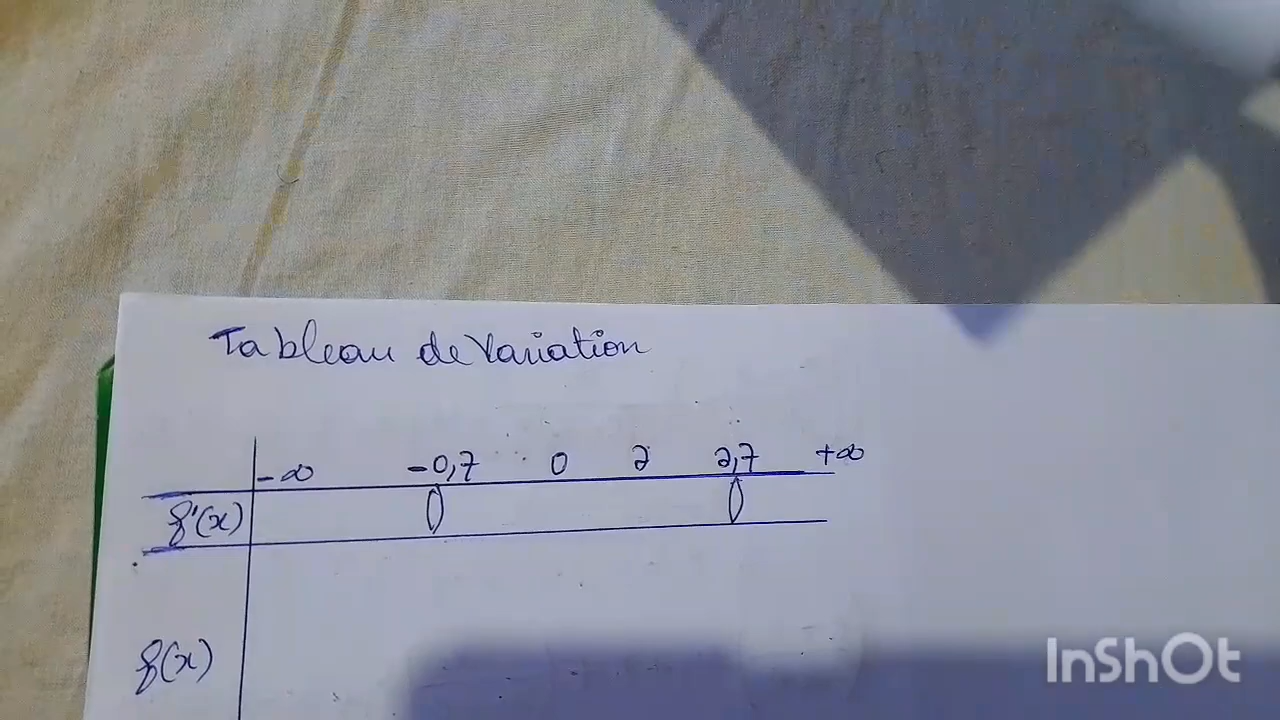 Tableau de Variation
-∞ -0,7 0 2 2,7 +∞
f'(x) 0 0
f(x)
InShOt